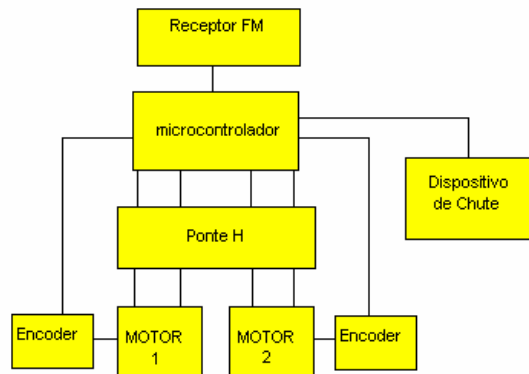 Receptor FM
microcontrolador
Dispositivo
de Chute
Ponte H
Encoder
MOTOR
1
MOTOR
2
Encoder